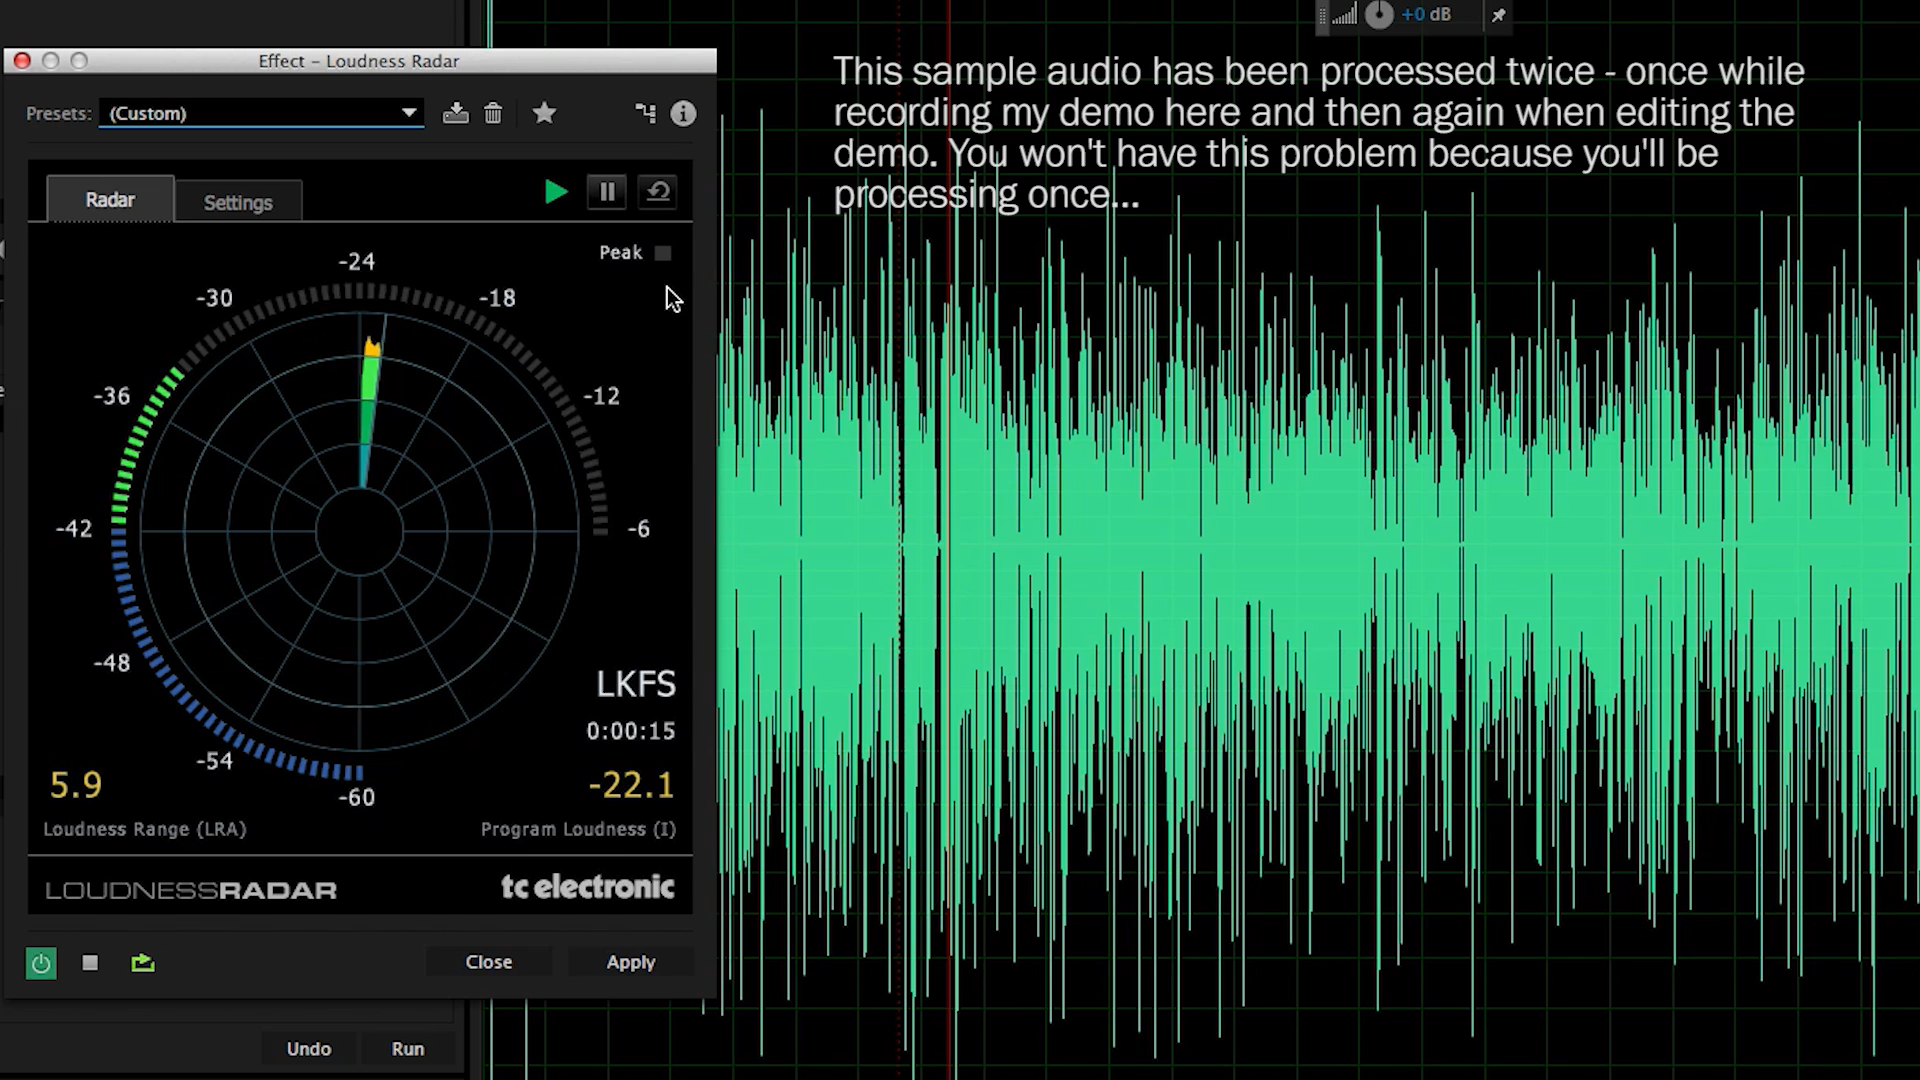 +0 dB
Effect – Loudness Radar
Presets:
(Custom)
This sample audio has been processed twice - once while
recording my demo here and then again when editing the
demo. You won't have this problem because you'll be
processing once...
Radar
Settings
Peak
-24
-30
-18
-36
-12
-42
-6
-48
-54
-60
LKFS
0:00:15
5.9
-22.1
Loudness Range (LRA)
Program Loudness (I)
LOUDNESSRADAR
tc electronic
Close
Apply
Undo
Run